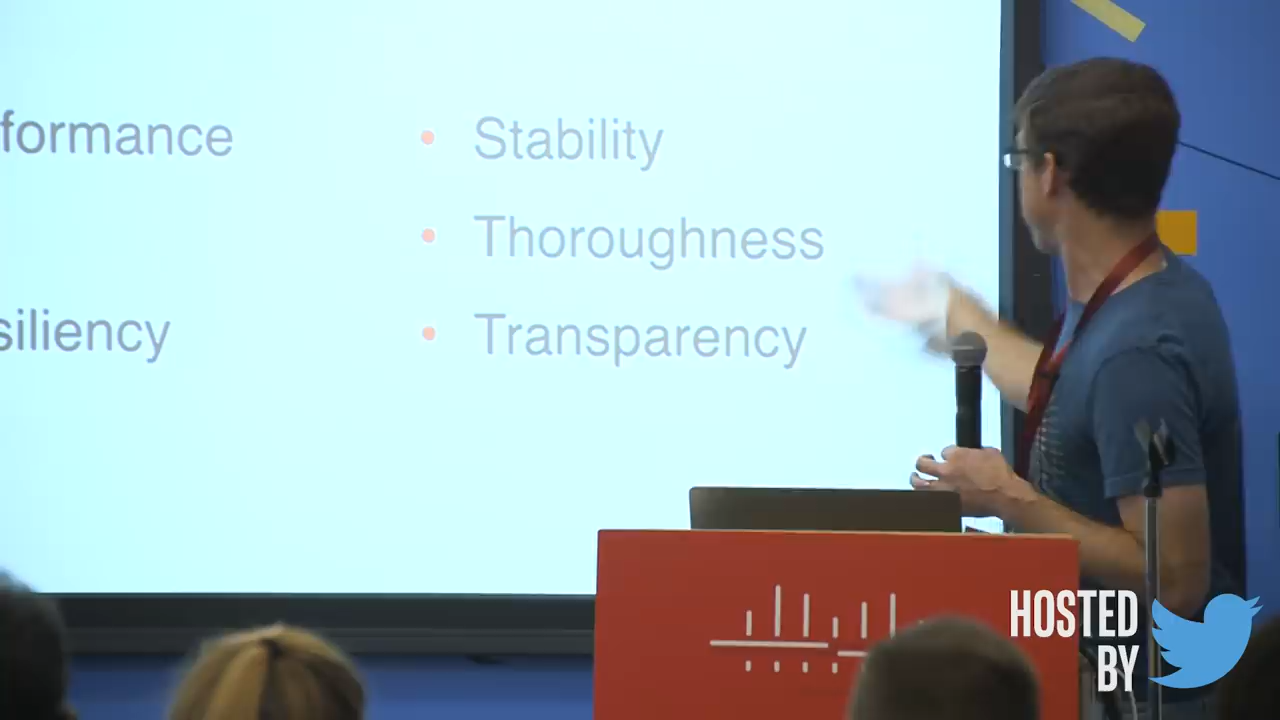 formance
siliency
Stability
Thoroughness
Transparency
HOSTED
BY